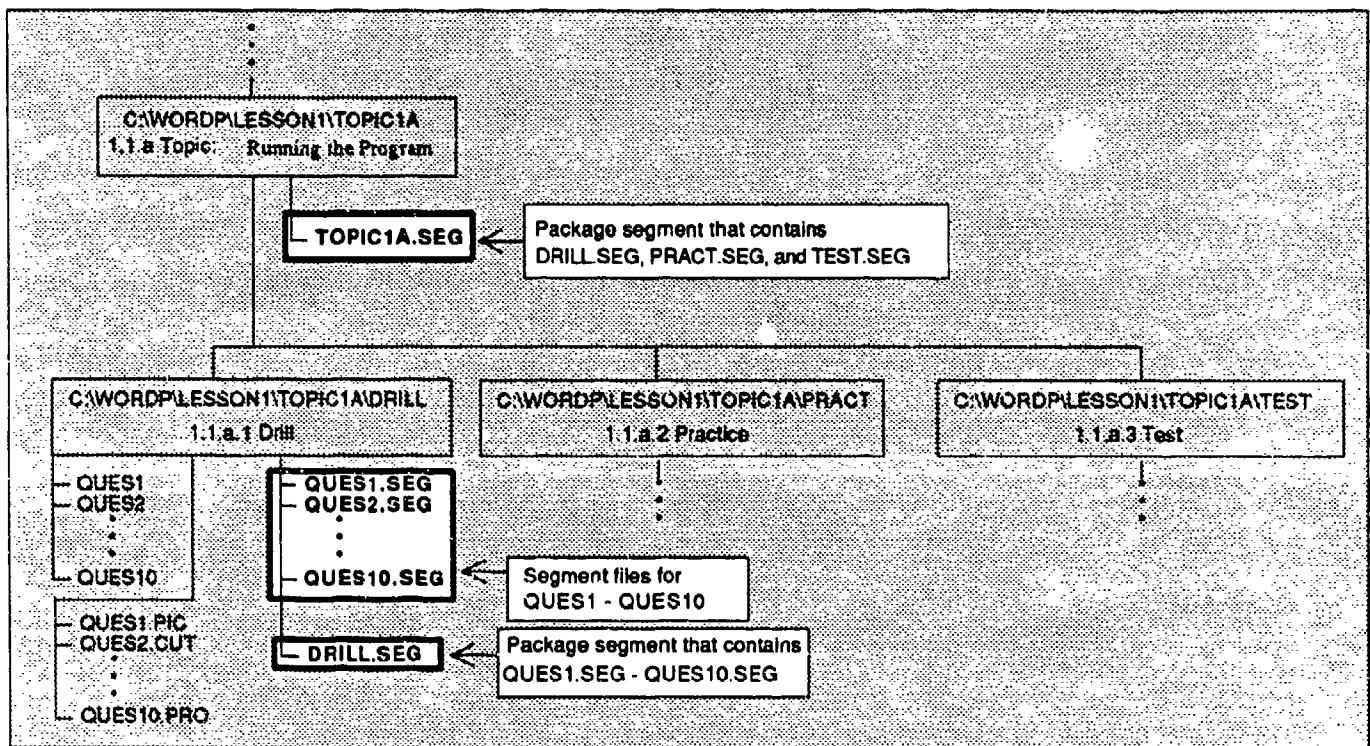 C:\WORDP\LESSON1\TOPIC1A
1.1.a Topic: Running the Program
TOPIC1A.SEG
Package segment that contains
DRILL.SEG, PRACT.SEG, and TEST.SEG
C:\WORDP\LESSON1\TOPIC1A\DRILL
1.1.a.1 Drill
C:\WORDP\LESSON1\TOPIC1A\PRACT
1.1.a.2 Practice
C:\WORDP\LESSON1\TOPIC1A\TEST
1.1.a.3 Test
QUES1
QUES2
QUES10
QUES1.PIC
QUES2.CUT
QUES10.PRO
QUES1.SEG
QUES2.SEG
QUES10.SEG
Segment files for
QUES1 - QUES10
DRILL.SEG
Package segment that contains
QUES1.SEG - QUES10.SEG